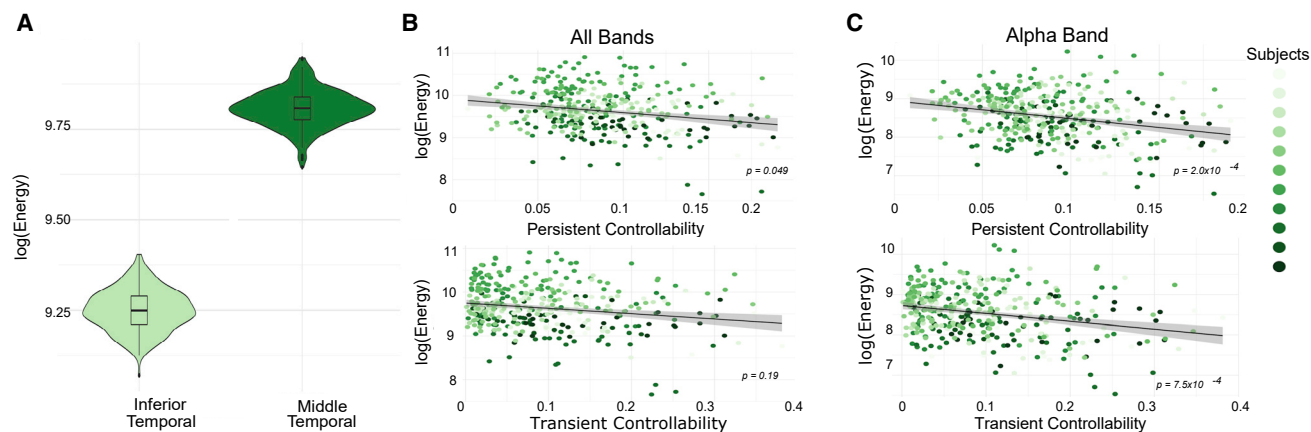 A
log(Energy)
9.75
9.50
9.25
Inferior
Temporal
Middle
Temporal
B
All Bands
log(Energy)
11
10
9
8
p = 0.049
0
0.05
0.1
0.15
0.2
Persistent Controllability
log(Energy)
11
10
9
8
p = 0.19
0
0.1
0.2
0.3
0.4
Transient Controllability
C
Alpha Band
log(Energy)
10
9
8
7
p = 2.0x10 -4
0
0.05
0.1
0.15
0.2
Persistent Controllability
log(Energy)
10
9
8
7
p = 7.5x10 -4
0
0.1
0.2
0.3
0.4
Transient Controllability
Subjects